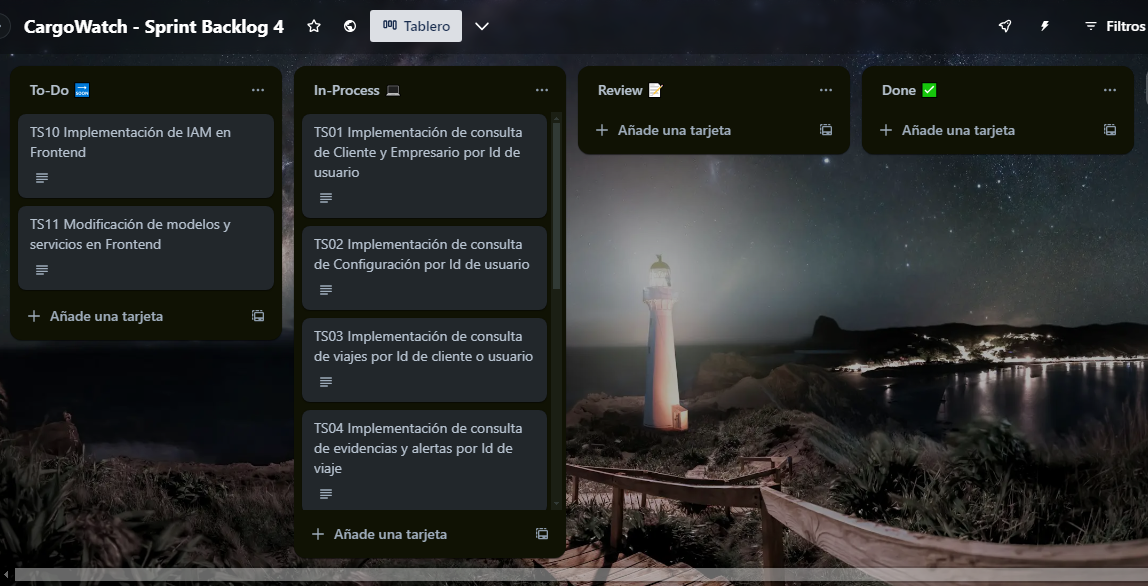 CargoWatch - Sprint Backlog 4
Tablero
Filtros
To-Do
SOON
TS10 Implementación de IAM en
Frontend
TS11 Modificación de modelos y
servicios en Frontend
Añade una tarjeta
In-Process
TS01 Implementación de consulta
de Cliente y Empresario por Id de
usuario
TS02 Implementación de consulta
de Configuración por Id de usuario
TS03 Implementación de consulta
de viajes por Id de cliente o usuario
TS04 Implementación de consulta
de evidencias y alertas por Id de
viaje
Añade una tarjeta
Review
Añade una tarjeta
Done
Añade una tarjeta